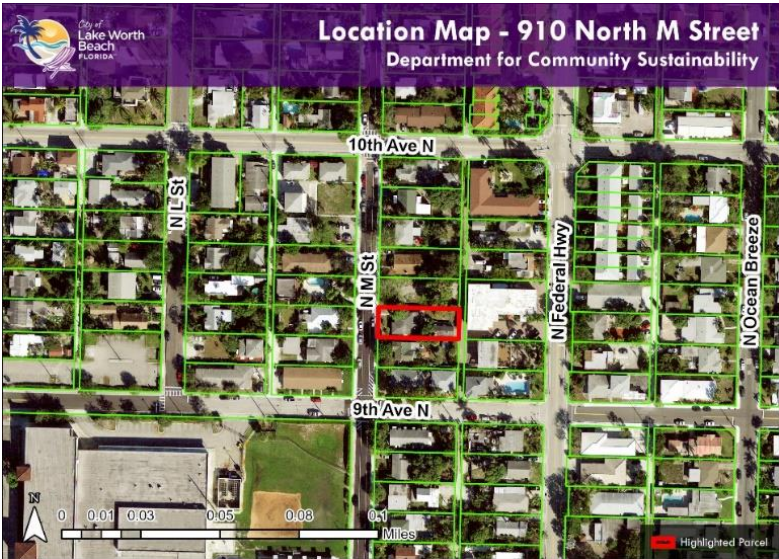 City of
Lake Worth
Beach
FLORIDA
Location Map - 910 North M Street
Department for Community Sustainability
10th Ave N
N L St
N M St
N Federal Hwy
N Ocean Breeze
9th Ave N
N
0 0.01 0.03 0.05 0.08 0.1
Miles
Highlighted Parcel